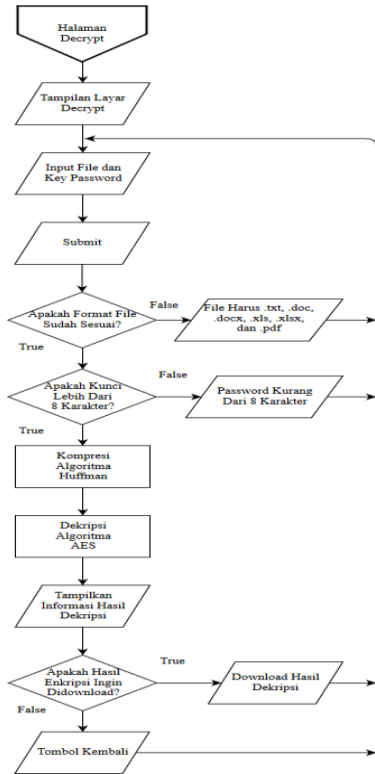 Halaman
Decrypt
Tampilan Layar
Decrypt
Input File dan
Key Password
Submit
Apakah Format File
Sudah Sesuai?
False
File Harus .txt, .doc,
.docx, .xls, .xlsx,
dan .pdf
True
Apakah Kunci
Lebih Dari
8 Karakter?
False
Password Kurang
Dari 8 Karakter
True
Kompresi
Algoritma
Huffman
Dekripsi
Algoritma
AES
Tampilkan
Informasi Hasil
Dekripsi
Apakah Hasil
Enkripsi Ingin
Didownload?
True
Download Hasil
Dekripsi
False
Tombol Kembali